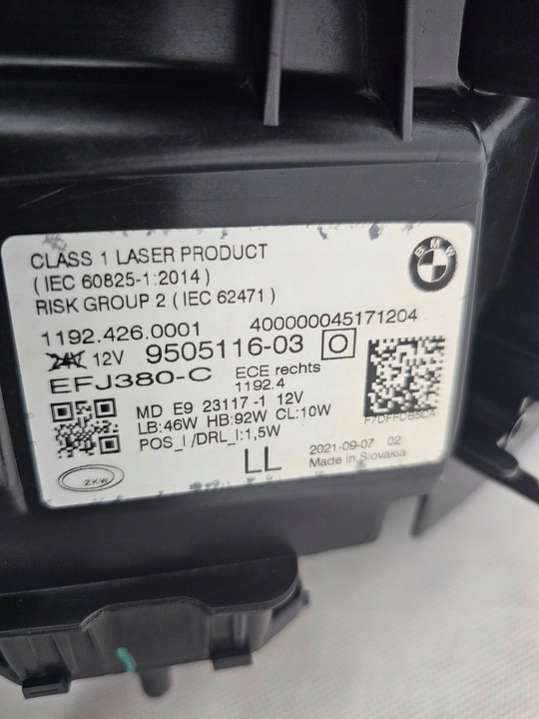 BMW
CLASS 1 LASER PRODUCT
(IEC 60825-1:2014)
RISK GROUP 2 (IEC 62471)
1192.426.0001 400000045171204
24V 12V 9505116-03
EFJ380-C ECE rechts
1192.4
MD E9 23117-1 12V
LB:46W HB:92W CL:10W
POS_I/DRL_I:1,5W
LL
2021-09-07 02
Made in Slovakia
ZKW